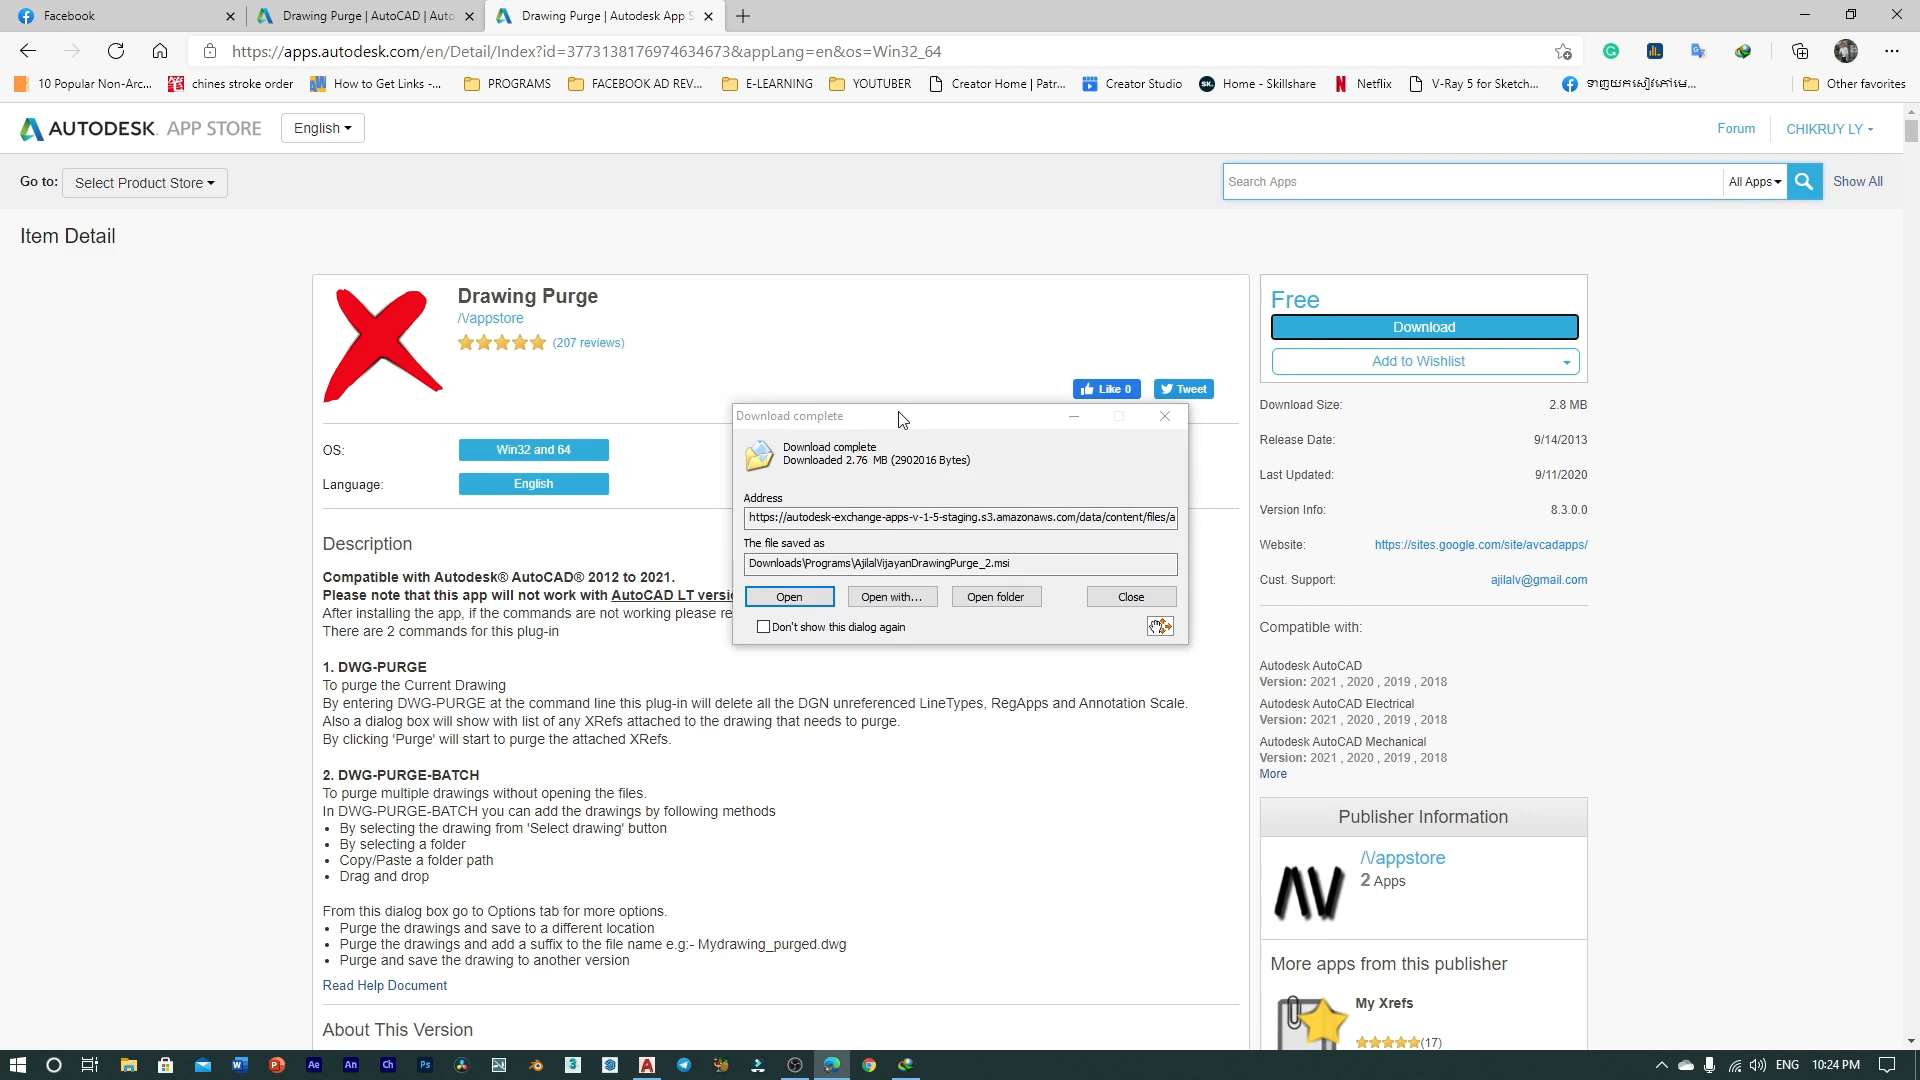 Facebook
Drawing Purge | AutoCAD | Auto
Drawing Purge | Autodesk App S
https://apps.autodesk.com/en/Detail/Index?id=3773138176974634673&appLang=en&os=Win32_64
10 Popular Non-Arc...
chines stroke order
How to Get Links -...
PROGRAMS
FACEBOOK AD REV...
E-LEARNING
YOUTUBER
Creator Home | Patr...
Creator Studio
Home - Skillshare
Netflix
V-Ray 5 for Sketch...
Other favorites
AUTODESK. APP STORE
English
Forum
CHIKRUY LY
Go to:
Select Product Store
Search Apps
All Apps
Show All
Item Detail
Drawing Purge
/\/appstore
(207 reviews)
Like 0
Tweet
OS:
Win32 and 64
Language:
English
Description
Compatible with Autodesk® AutoCAD® 2012 to 2021.
Please note that this app will not work with AutoCAD LT versi
After installing the app, if the commands are not working please re
There are 2 commands for this plug-in
1. DWG-PURGE
To purge the Current Drawing
By entering DWG-PURGE at the command line this plug-in will delete all the DGN unreferenced LineTypes, RegApps and Annotation Scale.
Also a dialog box will show with list of any XRefs attached to the drawing that needs to purge.
By clicking 'Purge' will start to purge the attached XRefs.
2. DWG-PURGE-BATCH
To purge multiple drawings without opening the files.
In DWG-PURGE-BATCH you can add the drawings by following methods
• By selecting the drawing from 'Select drawing' button
• By selecting a folder
• Copy/Paste a folder path
• Drag and drop
From this dialog box go to Options tab for more options.
• Purge the drawings and save to a different location
• Purge the drawings and add a suffix to the file name e.g:- Mydrawing_purged.dwg
• Purge and save the drawing to another version
Read Help Document
About This Version
Download complete
Download complete
Downloaded 2.76 MB (2902016 Bytes)
Address
https://autodesk-exchange-apps-v-1-5-staging.s3.amazonaws.com/data/content/files/a
The file saved as
Downloads\Programs\AjilalVijayanDrawingPurge_2.msi
Open
Open with...
Open folder
Close
Don't show this dialog again
Free
Download
Add to Wishlist
Download Size:
2.8 MB
Release Date:
9/14/2013
Last Updated:
9/11/2020
Version Info:
8.3.0.0
Website:
https://sites.google.com/site/avcadapps/
Cust. Support:
ajilalv@gmail.com
Compatible with:
Autodesk AutoCAD
Version: 2021 , 2020 , 2019 , 2018
Autodesk AutoCAD Electrical
Version: 2021 , 2020 , 2019 , 2018
Autodesk AutoCAD Mechanical
Version: 2021 , 2020 , 2019 , 2018
More
Publisher Information
/\/appstore
2 Apps
More apps from this publisher
My Xrefs
(17)
ENG
10:24 PM